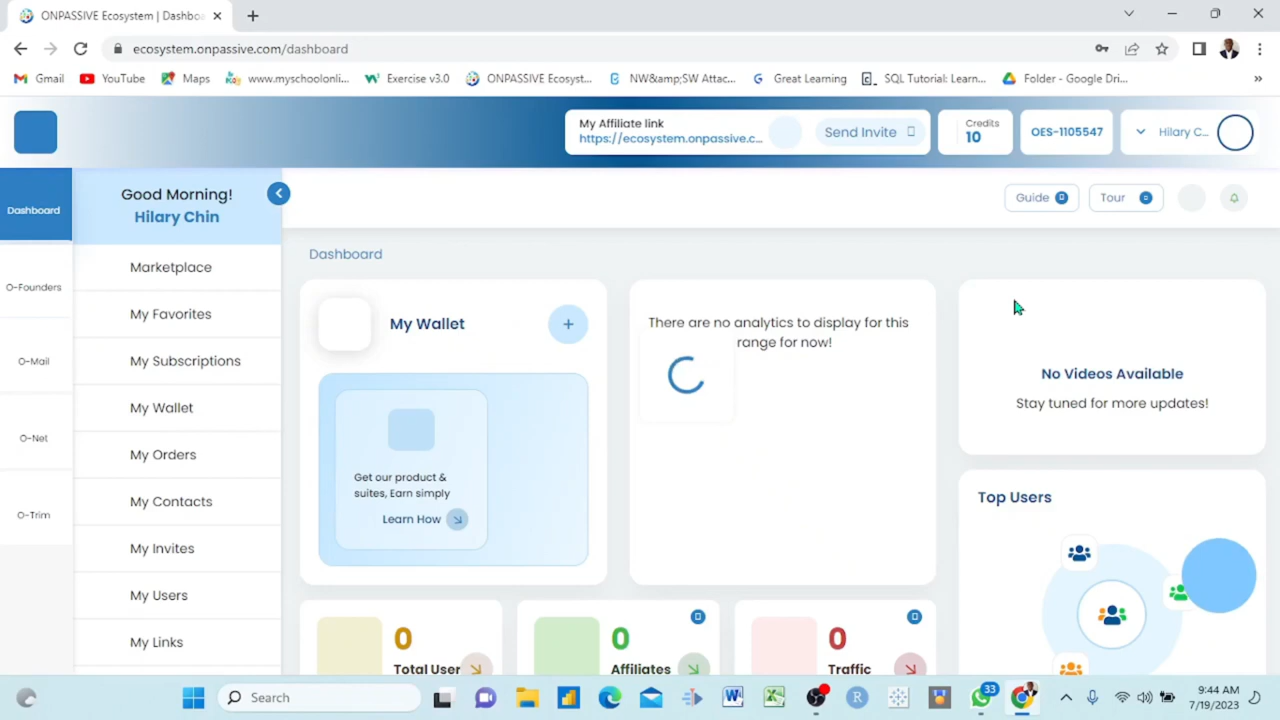 ONPASSIVE Ecosystem | Dashbo
ecosystem.onpassive.com/dashboard
Gmail
YouTube
Maps
www.myschoolonli...
Exercise v3.0
ONPASSIVE Ecosyst...
NW&amp;SW Attac...
Great Learning
SQL Tutorial: Learn...
Folder - Google Dri...
»
My Affiliate link
https://ecosystem.onpassive.c...
Send Invite
Credits
10
OES-1105547
Hilary C...
Dashboard
O-Founders
O-Mail
O-Net
O-Trim
Good Morning!
Hilary Chin
Marketplace
My Favorites
My Subscriptions
My Wallet
My Orders
My Contacts
My Invites
My Users
My Links
Guide
Tour
Dashboard
My Wallet
+
Get our product &
suites, Earn simply
Learn How
There are no analytics to display for this
range for now!
No Videos Available
Stay tuned for more updates!
Top Users
0
Total User
0
Affiliates
0
Traffic
Search
33
9:44 AM
7/19/2023